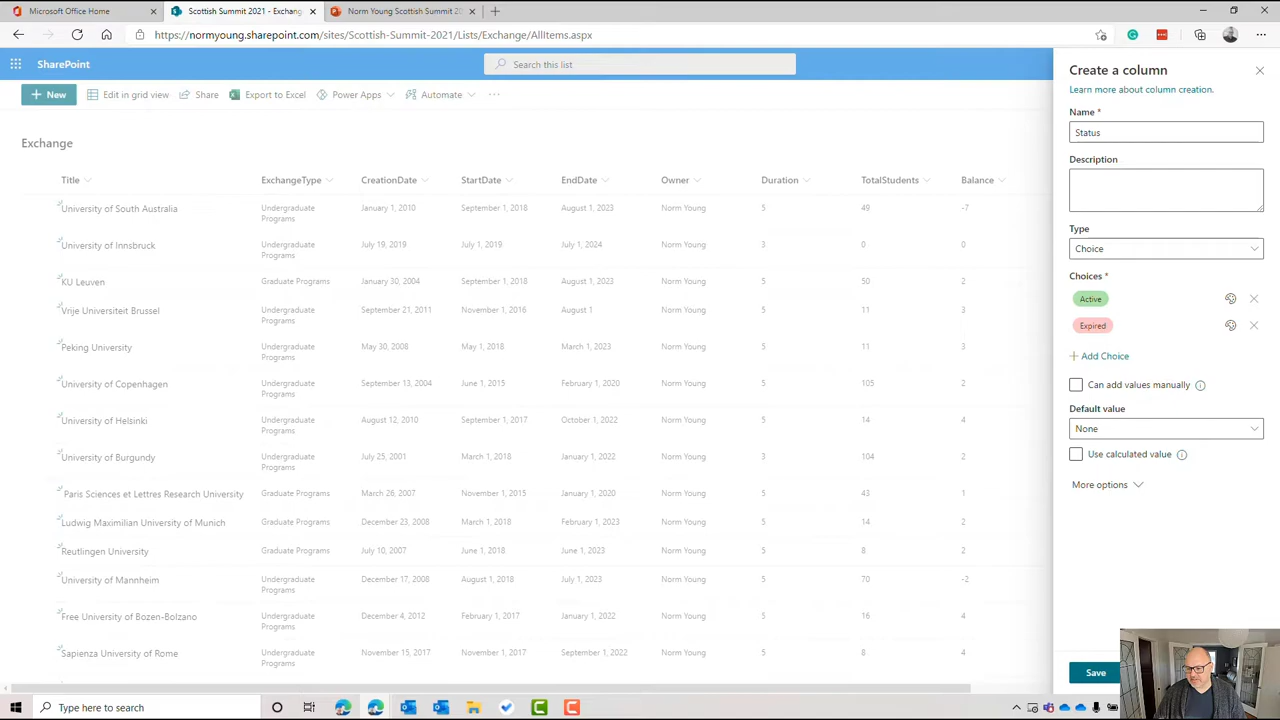 Microsoft Office Home
Scottish Summit 2021 - Exchang
Norm Young Scottish Summit 20
https://normyoung.sharepoint.com/sites/Scottish-Summit-2021/Lists/Exchange/AllItems.aspx
SharePoint
Search this list
New
Edit in grid view
Share
Export to Excel
Power Apps
Automate
Exchange
Title ExchangeType CreationDate StartDate EndDate Owner Duration TotalStudents Balance
University of South Australia Undergraduate Programs January 1, 2010 September 1, 2018 August 1, 2023 Norm Young 5 49 -7
University of Innsbruck Undergraduate Programs July 19, 2019 July 1, 2019 July 1, 2024 Norm Young 3 0 0
KU Leuven Graduate Programs January 30, 2004 September 1, 2018 August 1, 2023 Norm Young 5 50 2
Vrije Universiteit Brussel Undergraduate Programs September 21, 2011 November 1, 2016 August 1 Norm Young 5 11 3
Peking University Undergraduate Programs May 30, 2008 May 1, 2018 March 1, 2023 Norm Young 5 11 3
University of Copenhagen Undergraduate Programs September 13, 2004 June 1, 2015 February 1, 2020 Norm Young 5 105 2
University of Helsinki Undergraduate Programs August 12, 2010 September 1, 2017 October 1, 2022 Norm Young 5 14 4
University of Burgundy Undergraduate Programs July 25, 2001 March 1, 2018 January 1, 2022 Norm Young 3 104 2
Paris Sciences et Lettres Research University Graduate Programs March 26, 2007 November 1, 2015 January 1, 2020 Norm Young 5 43 1
Ludwig Maximilian University of Munich Graduate Programs December 23, 2008 March 1, 2018 February 1, 2023 Norm Young 5 14 2
Reutlingen University Graduate Programs July 10, 2007 June 1, 2018 June 1, 2023 Norm Young 5 8 2
University of Mannheim Undergraduate Programs December 17, 2008 August 1, 2018 July 1, 2023 Norm Young 5 70 -2
Free University of Bozen-Bolzano Undergraduate Programs December 4, 2012 February 1, 2017 January 1, 2022 Norm Young 5 16 4
Sapienza University of Rome Undergraduate Programs November 15, 2017 November 1, 2017 September 1, 2022 Norm Young 5 8 4
Create a column
Learn more about column creation.
Name *
Status
Description
Type
Choice
Choices *
Active
Expired
Add Choice
Can add values manually
Default value
None
Use calculated value
More options
Save
Type here to search